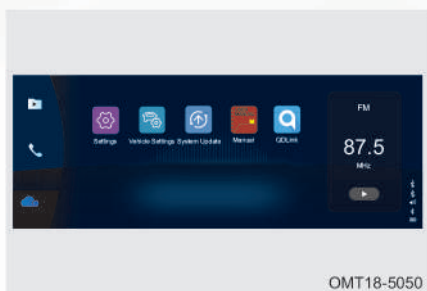 FM
87.5
MHz
Settings
Vehicle Settings
System Update
Manual
QDLink
OMT18-5050